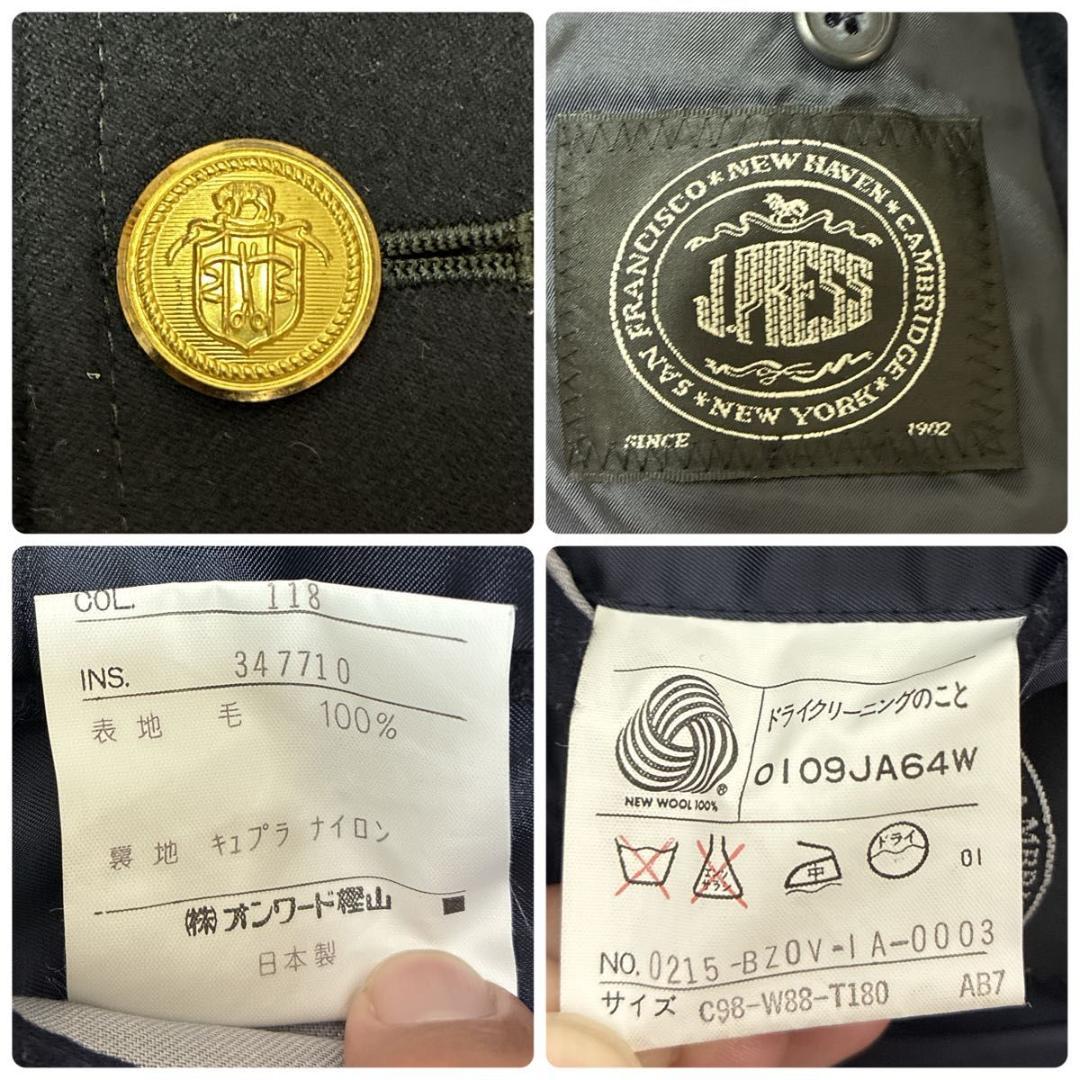 SAN FRANCISCO★NEW HAVEN★CAMBRIDGE★NEW YORK★
J.PRESS
SINCE 1902
COL. 118
INS. 347710
表地 毛 100%
裏地 キュプラ ナイロン
(株)オンワード樫山
日本製
ドライクリーニングのこと
0109JA64W
NEW WOOL 100%
中
ドライ
01
NO. 0215-BZ0V-IA-0003
サイズ C98-W88-T180 AB7